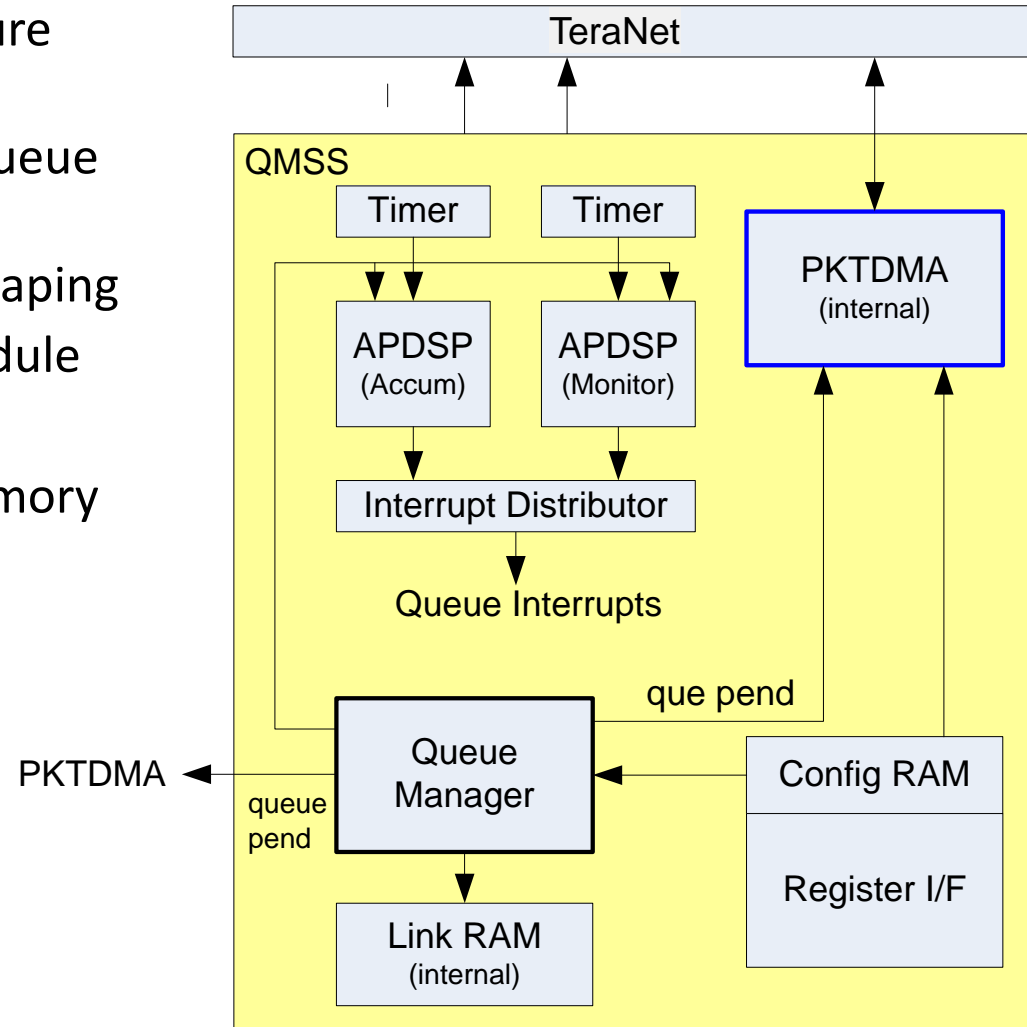 ure
ueue
aping
dule
mory
TeraNet
QMSS
Timer
Timer
PKTDMA
(internal)
APDSP
(Accum)
APDSP
(Monitor)
Interrupt Distributor
Queue Interrupts
que pend
Queue
Manager
PKTDMA
queue
pend
Config RAM
Register I/F
Link RAM
(internal)